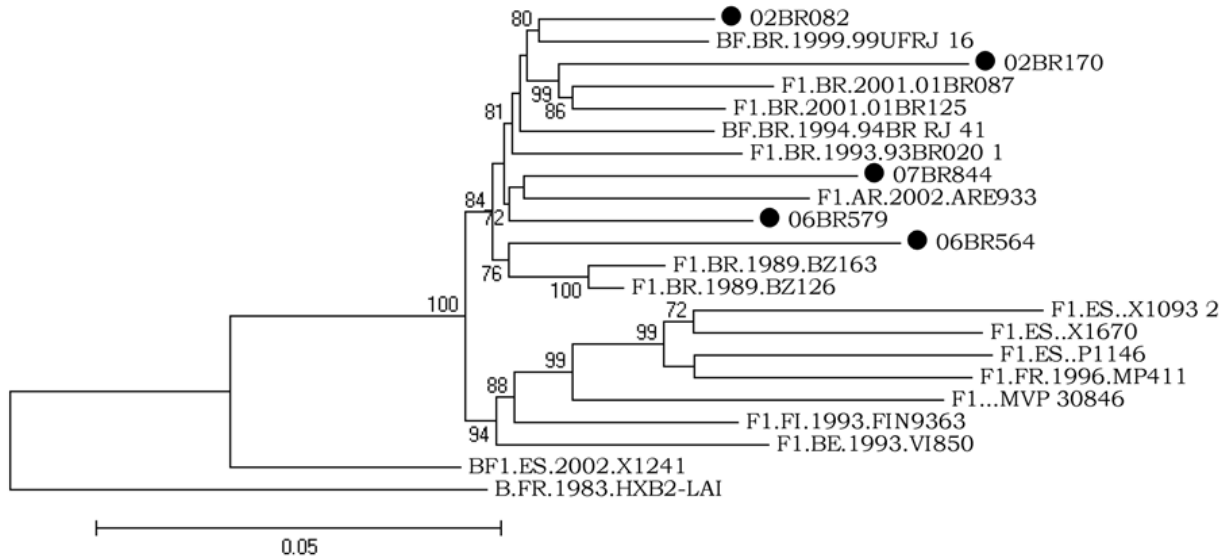 80
02BR082
BF.BR.1999.99UFRJ 16
02BR170
99
F1.BR.2001.01BR087
86
F1.BR.2001.01BR125
81
BF.BR.1994.94BR RJ 41
F1.BR.1993.93BR020 1
07BR844
84
F1.AR.2002.ARE933
72
06BR579
06BR564
76
F1.BR.1989.BZ163
100
F1.BR.1989.BZ126
100
72
F1.ES..X1093 2
99
F1.ES..X1670
99
F1.ES..P1146
F1.FR.1996.MP411
88
F1...MVP 30846
F1.FI.1993.FIN9363
94
F1.BE.1993.VI850
BF1.ES.2002.X1241
B.FR.1983.HXB2-LAI
0.05